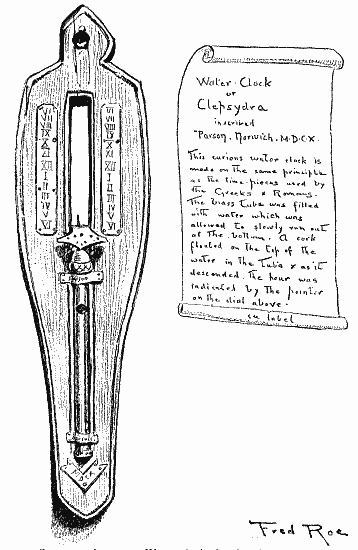 VII
VIII
IX
X
XI
XII
I
II
III
IV
V
VI
VII
VIII
IX
X
XI
XII
I
II
III
IV
V
VI
Water-Clock
or
Clepsydra
inscribed
"Parson. Norwich. M.D.C.X.
This curious water clock is
made on the same principle
as the time-pieces used by
the Greeks & Romans.
The brass Tube was filled
with water which was
allowed to slowly run out
at the bottom. A cork
floated on the top of the
water in the tube & as it
descended the hour was
indicated by the pointer
on the dial above.
on label
Fred Roe